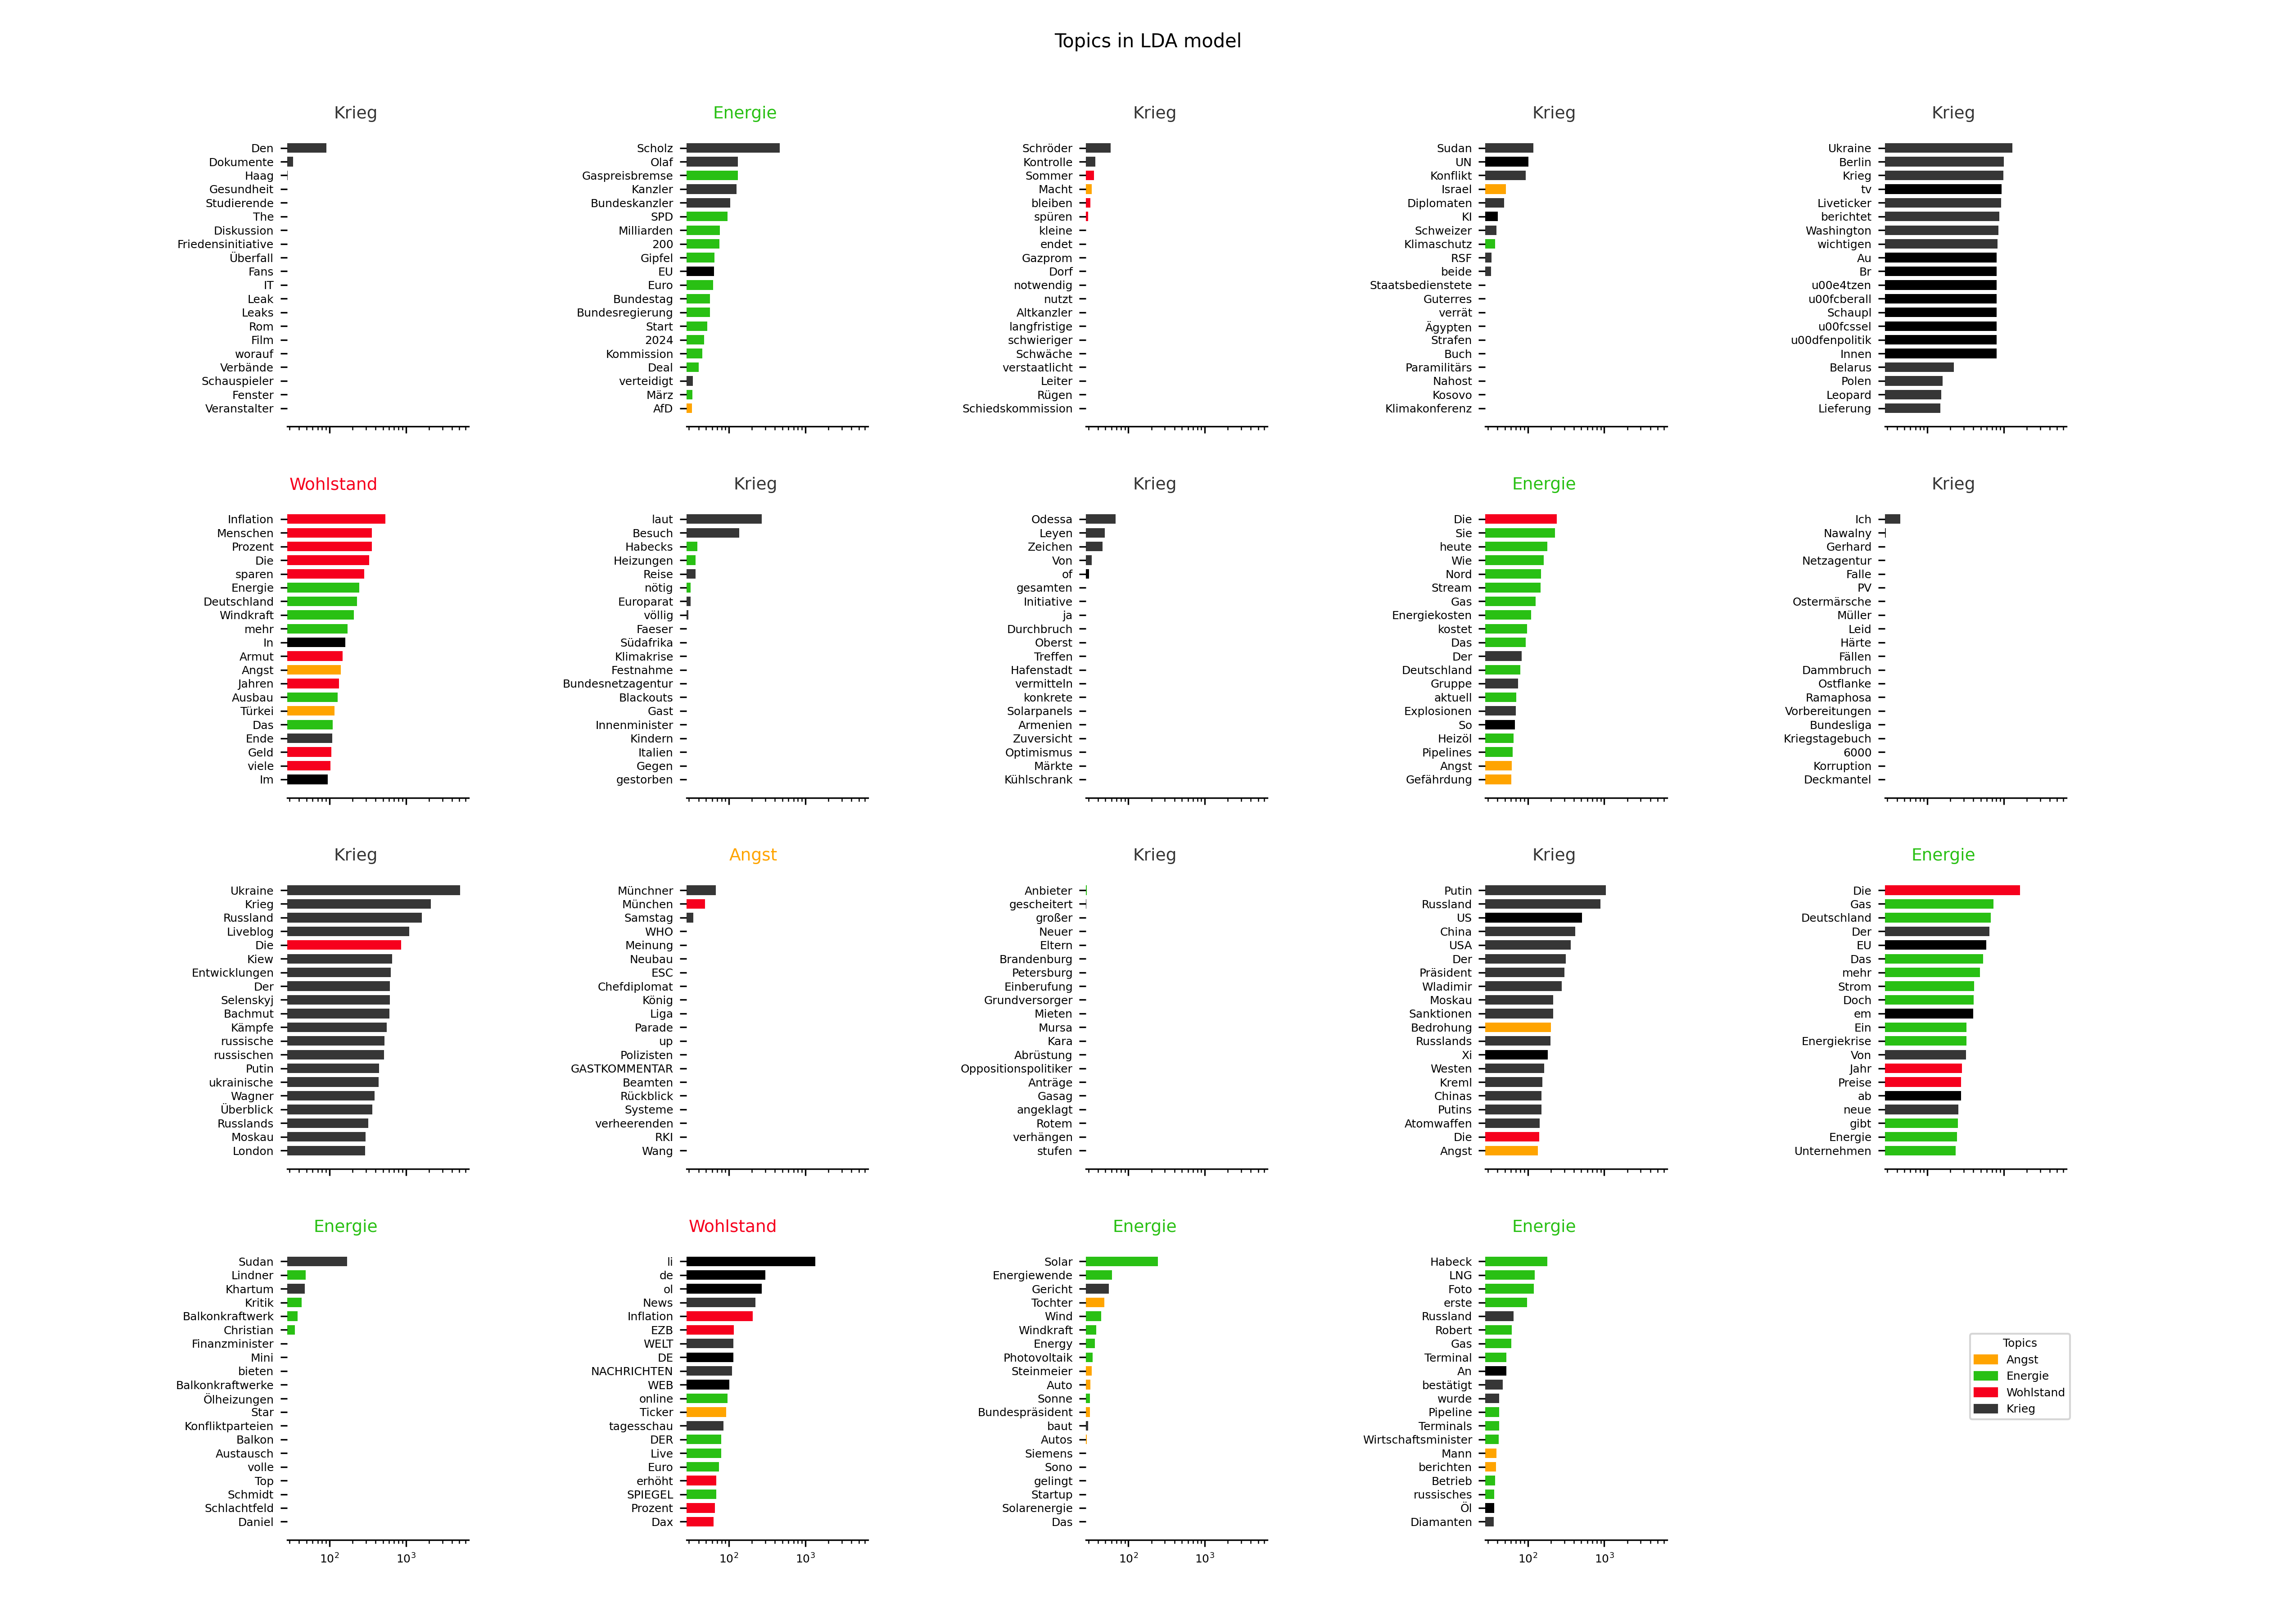 Topics in LDA model
Krieg
Den
Dokumente
Haag
Gesundheit
Studierende
The
Diskussion
Friedensinitiative
Überfall
Fans
IT
Leak
Leaks
Rom
Film
worauf
Verbände
Schauspieler
Fenster
Veranstalter
Energie
Scholz
Olaf
Gaspreisbremse
Kanzler
Bundeskanzler
SPD
Milliarden
200
Gipfel
EU
Euro
Bundestag
Bundesregierung
Start
2024
Kommission
Deal
verteidigt
März
AfD
Krieg
Schröder
Kontrolle
Sommer
Macht
bleiben
spüren
kleine
endet
Gazprom
Dorf
notwendig
nutzt
Altkanzler
langfristige
schwieriger
Schwäche
verstaatlicht
Leiter
Rügen
Schiedskommission
Krieg
Sudan
UN
Konflikt
Israel
Diplomaten
KI
Schweizer
Klimaschutz
RSF
beide
Staatsbedienstete
Guterres
verrät
Ägypten
Strafen
Buch
Paramilitärs
Nahost
Kosovo
Klimakonferenz
Krieg
Ukraine
Berlin
Krieg
tv
Liveticker
berichtet
Washington
wichtigen
Au
Br
u00e4tzen
u00fcberall
Schaupl
u00fcssel
u00dfenpolitik
Innen
Belarus
Polen
Leopard
Lieferung
Wohlstand
Inflation
Menschen
Prozent
Die
sparen
Energie
Deutschland
Windkraft
mehr
In
Armut
Angst
Jahren
Ausbau
Türkei
Das
Ende
Geld
viele
Im
Krieg
laut
Besuch
Habecks
Heizungen
Reise
nötig
Europarat
völlig
Faeser
Südafrika
Klimakrise
Festnahme
Bundesnetzagentur
Blackouts
Gast
Innenminister
Kindern
Italien
Gegen
gestorben
Krieg
Odessa
Leyen
Zeichen
Von
of
gesamten
Initiative
ja
Durchbruch
Oberst
Treffen
Hafenstadt
vermitteln
konkrete
Solarpanels
Armenien
Zuversicht
Optimismus
Märkte
Kühlschrank
Energie
Die
Sie
heute
Wie
Nord
Stream
Gas
Energiekosten
kostet
Das
Der
Deutschland
Gruppe
aktuell
Explosionen
So
Heizöl
Pipelines
Angst
Gefährdung
Krieg
Ich
Nawalny
Gerhard
Netzagentur
Falle
PV
Ostermärsche
Müller
Leid
Härte
Fällen
Dammbruch
Ostflanke
Ramaphosa
Vorbereitungen
Bundesliga
Kriegstagebuch
6000
Korruption
Deckmantel
Krieg
Ukraine
Krieg
Russland
Liveblog
Die
Kiew
Entwicklungen
Der
Selenskyj
Bachmut
Kämpfe
russische
russischen
Putin
ukrainische
Wagner
Überblick
Russlands
Moskau
London
Angst
Münchner
München
Samstag
WHO
Meinung
Neubau
ESC
Chefdiplomat
König
Liga
Parade
up
Polizisten
GASTKOMMENTAR
Beamten
Rückblick
Systeme
verheerenden
RKI
Wang
Krieg
Anbieter
gescheitert
großer
Neuer
Eltern
Brandenburg
Petersburg
Einberufung
Grundversorger
Mieten
Mursa
Kara
Abrüstung
Oppositionspolitiker
Anträge
Gasag
angeklagt
Rotem
verhängen
stufen
Krieg
Putin
Russland
US
China
USA
Der
Präsident
Wladimir
Moskau
Sanktionen
Bedrohung
Russlands
Xi
Westen
Kreml
Chinas
Putins
Atomwaffen
Die
Angst
Energie
Die
Gas
Deutschland
Der
EU
Das
mehr
Strom
Doch
em
Ein
Energiekrise
Von
Jahr
Preise
ab
neue
gibt
Energie
Unternehmen
Energie
Sudan
Lindner
Khartum
Kritik
Balkonkraftwerk
Christian
Finanzminister
Mini
bieten
Balkonkraftwerke
Ölheizungen
Star
Konfliktparteien
Balkon
Austausch
volle
Top
Schmidt
Schlachtfeld
Daniel
10²
10³
Wohlstand
li
de
ol
News
Inflation
EZB
WELT
DE
NACHRICHTEN
WEB
online
Ticker
tagesschau
DER
Live
Euro
erhöht
SPIEGEL
Prozent
Dax
10²
10³
Energie
Solar
Energiewende
Gericht
Tochter
Wind
Windkraft
Energy
Photovoltaik
Steinmeier
Auto
Sonne
Bundespräsident
baut
Autos
Siemens
Sono
gelingt
Startup
Solarenergie
Das
10²
10³
Energie
Habeck
LNG
Foto
erste
Russland
Robert
Gas
Terminal
An
bestätigt
wurde
Pipeline
Terminals
Wirtschaftsminister
Mann
berichten
Betrieb
russisches
Öl
Diamanten
10²
10³
Topics
Angst
Energie
Wohlstand
Krieg